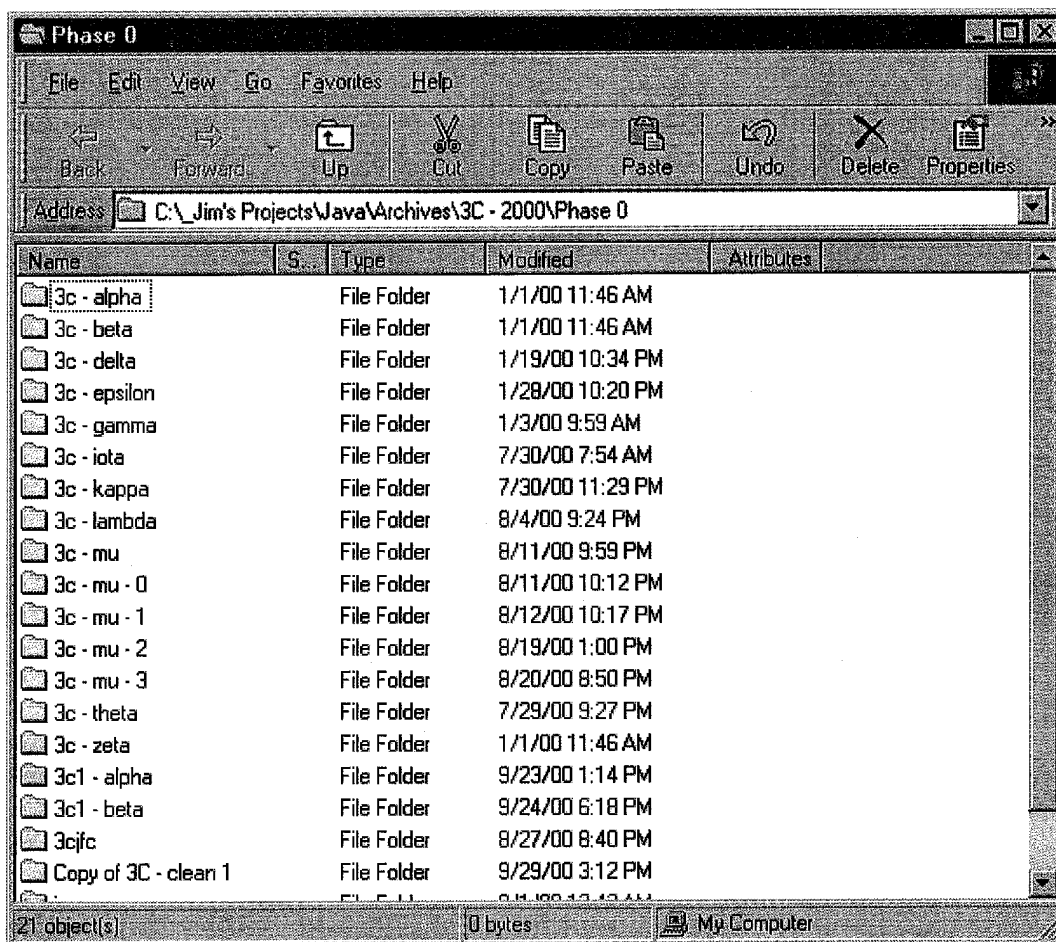 Phase 0
File Edit View Go Favorites Help
Back Forward Up Cut Copy Paste Undo Delete Properties »
Address C:\_Jim's Projects\Java\Archives\3C - 2000\Phase 0
Name S... Type Modified Attributes
3c - alpha File Folder 1/1/00 11:46 AM
3c - beta File Folder 1/1/00 11:46 AM
3c - delta File Folder 1/19/00 10:34 PM
3c - epsilon File Folder 1/28/00 10:20 PM
3c - gamma File Folder 1/3/00 9:59 AM
3c - iota File Folder 7/30/00 7:54 AM
3c - kappa File Folder 7/30/00 11:29 PM
3c - lambda File Folder 8/4/00 9:24 PM
3c - mu File Folder 8/11/00 9:59 PM
3c - mu - 0 File Folder 8/11/00 10:12 PM
3c - mu - 1 File Folder 8/12/00 10:17 PM
3c - mu - 2 File Folder 8/19/00 1:00 PM
3c - mu - 3 File Folder 8/20/00 8:50 PM
3c - theta File Folder 7/29/00 9:27 PM
3c - zeta File Folder 1/1/00 11:46 AM
3c1 - alpha File Folder 9/23/00 1:14 PM
3c1 - beta File Folder 9/24/00 6:18 PM
3cjfc File Folder 8/27/00 8:40 PM
Copy of 3C - clean 1 File Folder 9/29/00 3:12 PM
21 object(s) 0 bytes My Computer